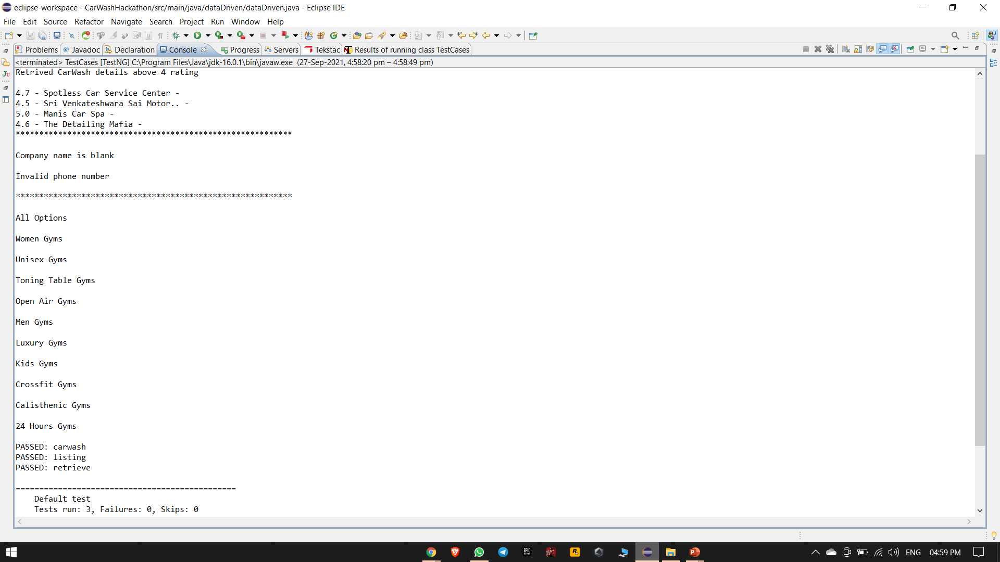 eclipse-workspace - CarWashHackathon/src/main/java/dataDriven/dataDriven.java - Eclipse IDE
File Edit Source Refactor Navigate Search Project Run Window Help
Problems @ Javadoc Declaration Console Progress Servers Tekstac Results of running class TestCases
<terminated> TestCases [TestNG] C:\Program Files\Java\jdk-16.0.1\bin\javaw.exe (27-Sep-2021, 4:58:20 pm – 4:58:49 pm)
Retrived CarWash details above 4 rating
4.7 - Spotless Car Service Center -
4.5 - Sri Venkateshwara Sai Motor.. -
5.0 - Manis Car Spa -
4.6 - The Detailing Mafia -
***********************************************************
Company name is blank
Invalid phone number
***********************************************************
All Options
Women Gyms
Unisex Gyms
Toning Table Gyms
Open Air Gyms
Men Gyms
Luxury Gyms
Kids Gyms
Crossfit Gyms
Calisthenic Gyms
24 Hours Gyms
PASSED: carwash
PASSED: listing
PASSED: retrieve
===============================================
Default test
Tests run: 3, Failures: 0, Skips: 0
ENG 04:59 PM